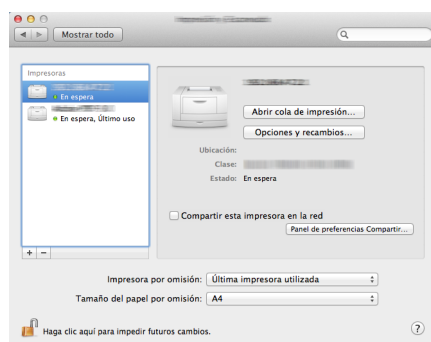 Mostrar todo
Impresoras
En espera
En espera, Último uso
Abrir cola de impresión...
Opciones y recambios...
Ubicación:
Clase:
Estado: En espera
Compartir esta impresora en la red
Panel de preferencias Compartir...
+ −
Impresora por omisión: Última impresora utilizada
Tamaño del papel por omisión: A4
Haga clic aquí para impedir futuros cambios.
?